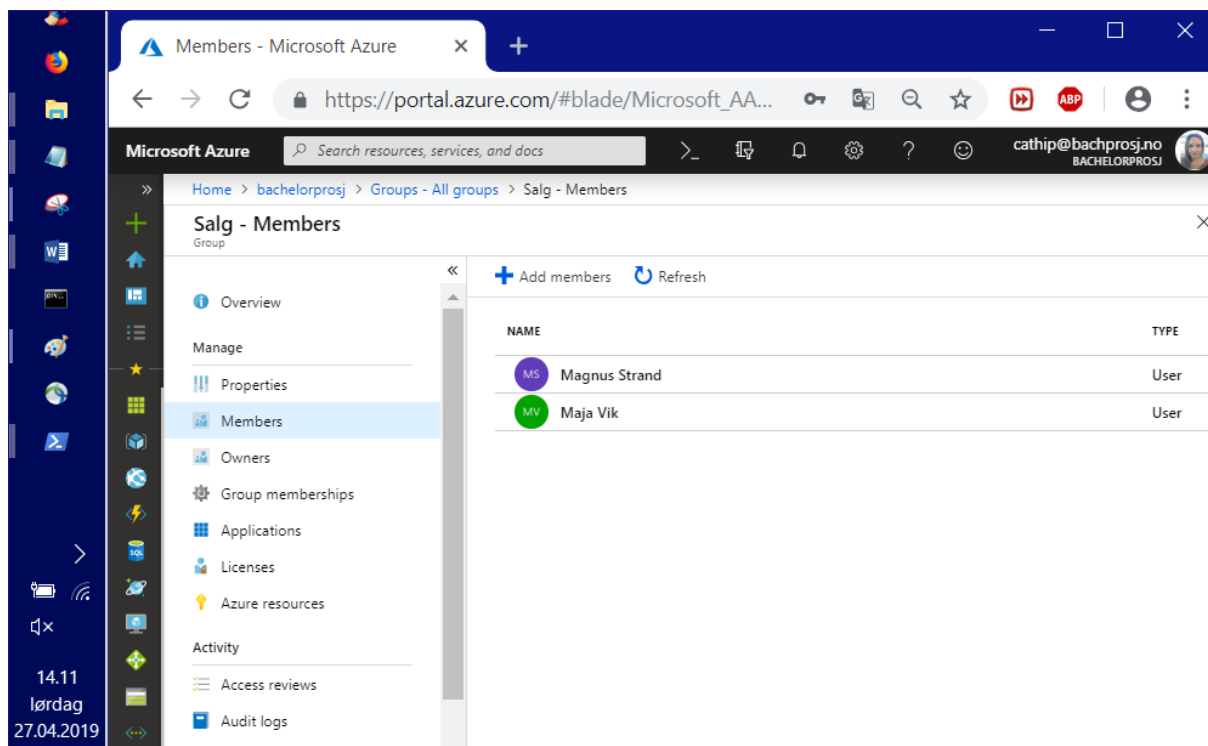 Members - Microsoft Azure
https://portal.azure.com/#blade/Microsoft_AA...
ABP
Microsoft Azure
Search resources, services, and docs
cathip@bachprosj.no
BACHELORPROSJ
Home > bachelorprosj > Groups - All groups > Salg - Members
Salg - Members
Group
Overview
Manage
Properties
Members
Owners
Group memberships
Applications
Licenses
Azure resources
Activity
Access reviews
Audit logs
Add members
Refresh
NAME TYPE
MS Magnus Strand User
MV Maja Vik User
SQL
14.11
lørdag
27.04.2019